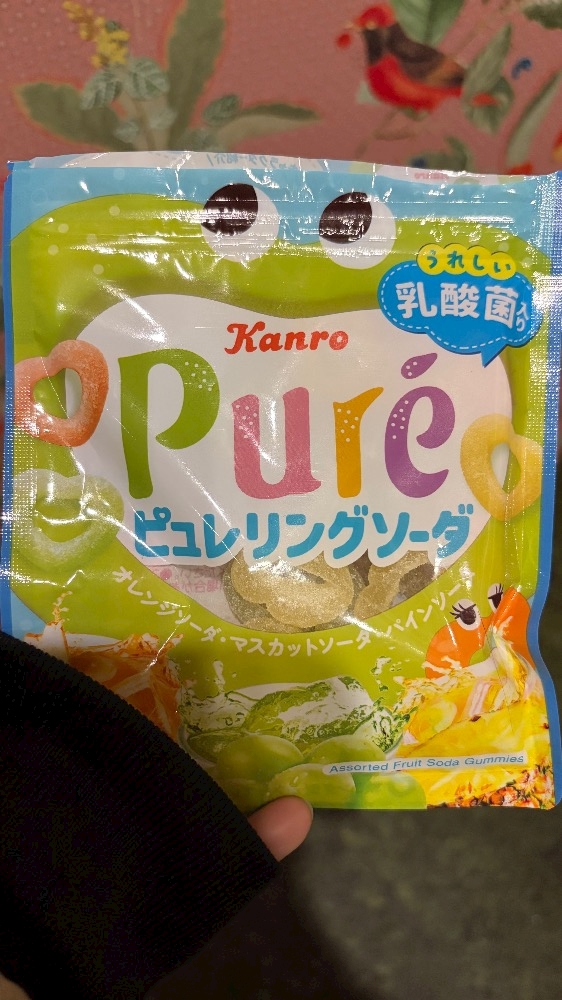 うれしい
乳酸菌入り
Kanro
Puré
ピュレリングソーダ
オレンジソーダ・マスカットソーダ・パインソーダ
Assorted Fruit Soda Gummies